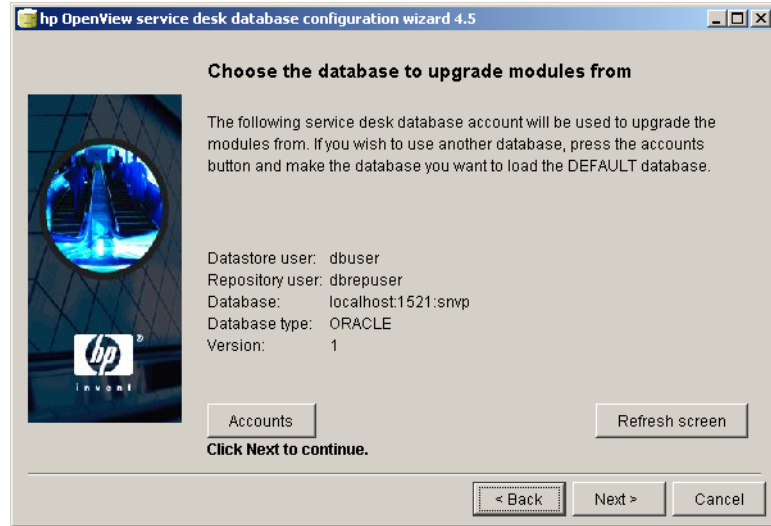 hp OpenView service desk database configuration wizard 4.5
Choose the database to upgrade modules from
The following service desk database account will be used to upgrade the
modules from. If you wish to use another database, press the accounts
button and make the database you want to load the DEFAULT database.
Datastore user: dbuser
Repository user: dbrepuser
Database: localhost:1521:snvp
Database type: ORACLE
Version: 1
hp ®
invent
Accounts
Refresh screen
Click Next to continue.
< Back
Next >
Cancel